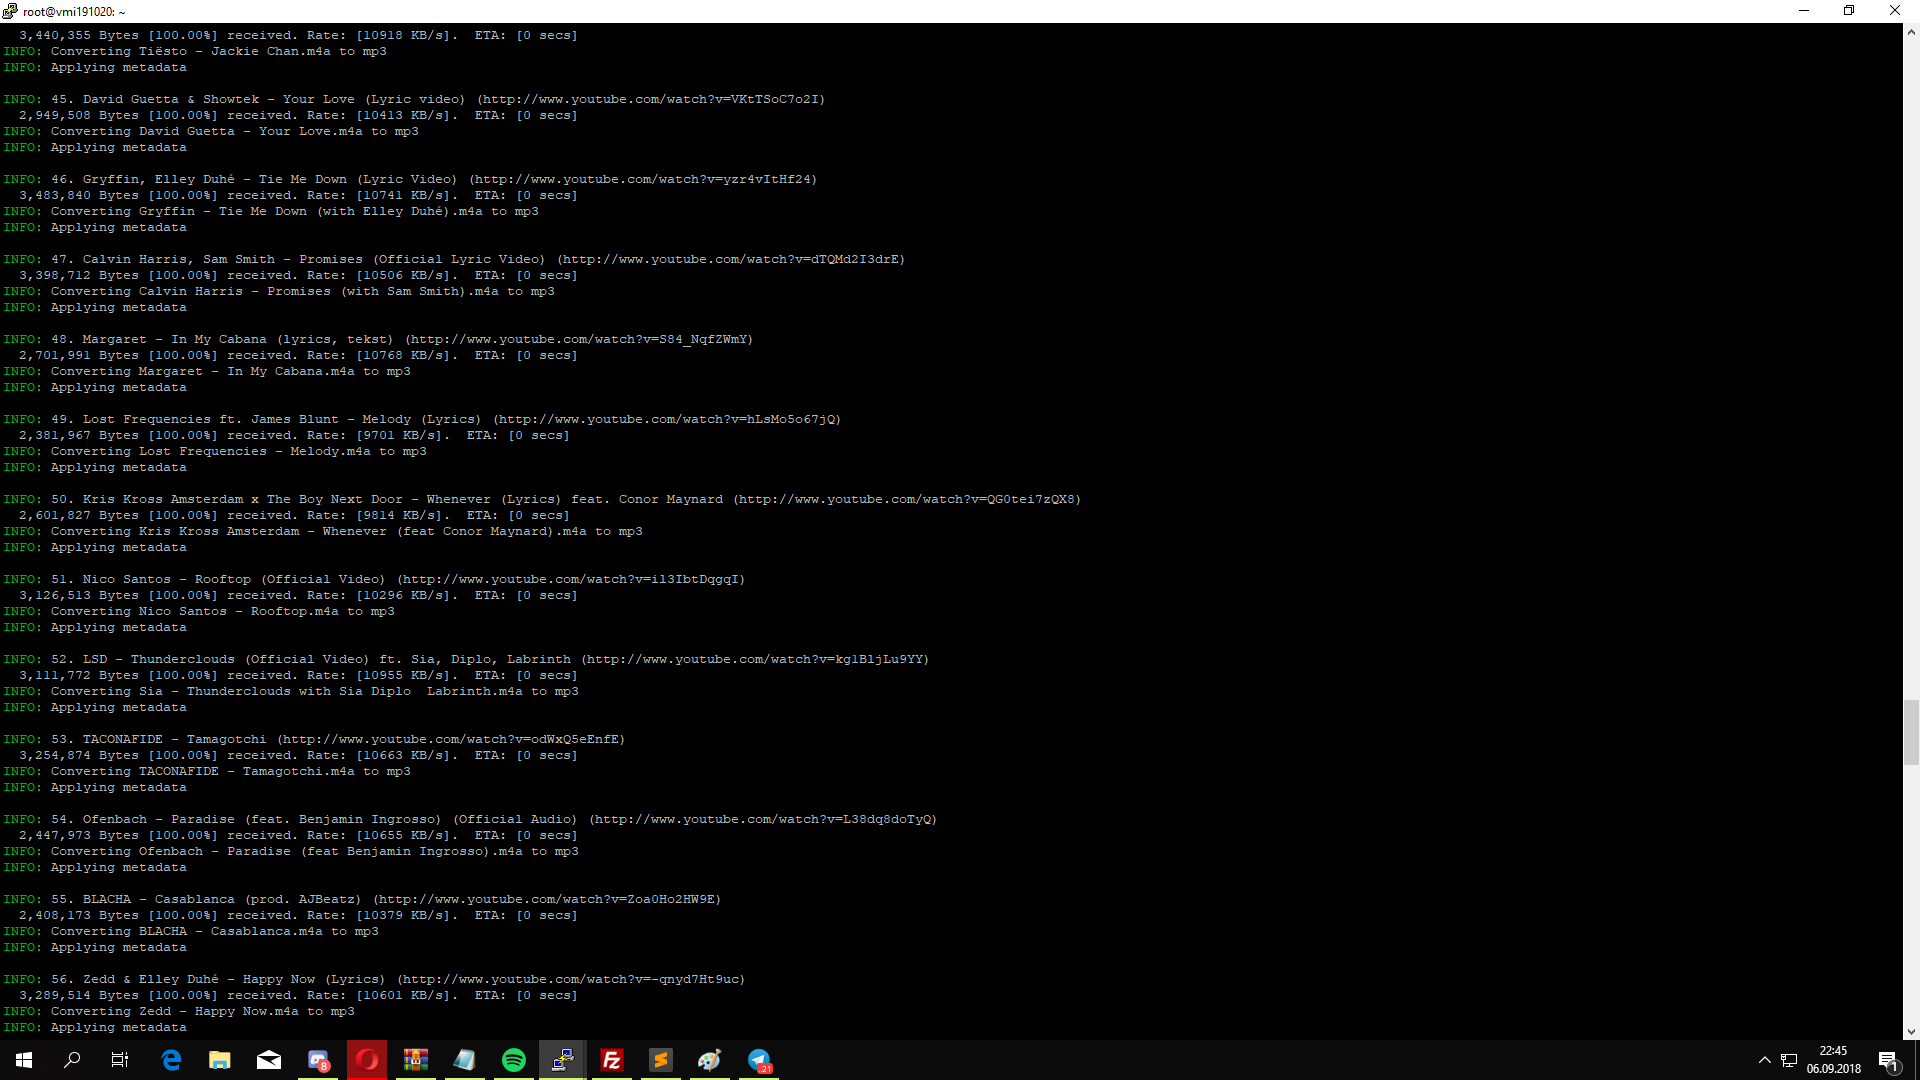 root@vmi191020: ~
3,440,355 Bytes [100.00%] received. Rate: [10918 KB/s].  ETA: [0 secs]
INFO: Converting Tiësto - Jackie Chan.m4a to mp3
INFO: Applying metadata
INFO: 45. David Guetta & Showtek - Your Love (Lyric video) (http://www.youtube.com/watch?v=VKtTSoC7o2I)
2,949,508 Bytes [100.00%] received. Rate: [10413 KB/s].  ETA: [0 secs]
INFO: Converting David Guetta - Your Love.m4a to mp3
INFO: Applying metadata
INFO: 46. Gryffin, Elley Duhé - Tie Me Down (Lyric Video) (http://www.youtube.com/watch?v=yzr4vItHf24)
3,483,840 Bytes [100.00%] received. Rate: [10741 KB/s].  ETA: [0 secs]
INFO: Converting Gryffin - Tie Me Down (with Elley Duhé).m4a to mp3
INFO: Applying metadata
INFO: 47. Calvin Harris, Sam Smith - Promises (Official Lyric Video) (http://www.youtube.com/watch?v=dTQMd2I3drE)
3,398,712 Bytes [100.00%] received. Rate: [10506 KB/s].  ETA: [0 secs]
INFO: Converting Calvin Harris - Promises (with Sam Smith).m4a to mp3
INFO: Applying metadata
INFO: 48. Margaret - In My Cabana (lyrics, tekst) (http://www.youtube.com/watch?v=S84_NqfZWmY)
2,701,991 Bytes [100.00%] received. Rate: [10768 KB/s].  ETA: [0 secs]
INFO: Converting Margaret - In My Cabana.m4a to mp3
INFO: Applying metadata
INFO: 49. Lost Frequencies ft. James Blunt - Melody (Lyrics) (http://www.youtube.com/watch?v=hLsMo5o67jQ)
2,381,967 Bytes [100.00%] received. Rate: [9701 KB/s].  ETA: [0 secs]
INFO: Converting Lost Frequencies - Melody.m4a to mp3
INFO: Applying metadata
INFO: 50. Kris Kross Amsterdam x The Boy Next Door - Whenever (Lyrics) feat. Conor Maynard (http://www.youtube.com/watch?v=QG0tei7zQX8)
2,601,827 Bytes [100.00%] received. Rate: [9814 KB/s].  ETA: [0 secs]
INFO: Converting Kris Kross Amsterdam - Whenever (feat Conor Maynard).m4a to mp3
INFO: Applying metadata
INFO: 51. Nico Santos - Rooftop (Official Video) (http://www.youtube.com/watch?v=il3IbtDqgqI)
3,126,513 Bytes [100.00%] received. Rate: [10296 KB/s].  ETA: [0 secs]
INFO: Converting Nico Santos - Rooftop.m4a to mp3
INFO: Applying metadata
INFO: 52. LSD - Thunderclouds (Official Video) ft. Sia, Diplo, Labrinth (http://www.youtube.com/watch?v=kg1BljLu9YY)
3,111,772 Bytes [100.00%] received. Rate: [10955 KB/s].  ETA: [0 secs]
INFO: Converting Sia - Thunderclouds with Sia Diplo  Labrinth.m4a to mp3
INFO: Applying metadata
INFO: 53. TACONAFIDE - Tamagotchi (http://www.youtube.com/watch?v=odWxQ5eEnfE)
3,254,874 Bytes [100.00%] received. Rate: [10663 KB/s].  ETA: [0 secs]
INFO: Converting TACONAFIDE - Tamagotchi.m4a to mp3
INFO: Applying metadata
INFO: 54. Ofenbach - Paradise (feat. Benjamin Ingrosso) (Official Audio) (http://www.youtube.com/watch?v=L38dq8doTyQ)
2,447,973 Bytes [100.00%] received. Rate: [10655 KB/s].  ETA: [0 secs]
INFO: Converting Ofenbach - Paradise (feat Benjamin Ingrosso).m4a to mp3
INFO: Applying metadata
INFO: 55. BLACHA - Casablanca (prod. AJBeatz) (http://www.youtube.com/watch?v=Zoa0Ho2HW9E)
2,408,173 Bytes [100.00%] received. Rate: [10379 KB/s].  ETA: [0 secs]
INFO: Converting BLACHA - Casablanca.m4a to mp3
INFO: Applying metadata
INFO: 56. Zedd & Elley Duhé - Happy Now (Lyrics) (http://www.youtube.com/watch?v=-qnyd7Ht9uc)
3,289,514 Bytes [100.00%] received. Rate: [10601 KB/s].  ETA: [0 secs]
INFO: Converting Zedd - Happy Now.m4a to mp3
INFO: Applying metadata
8
Fz
S
21
22:45
06.09.2018
1